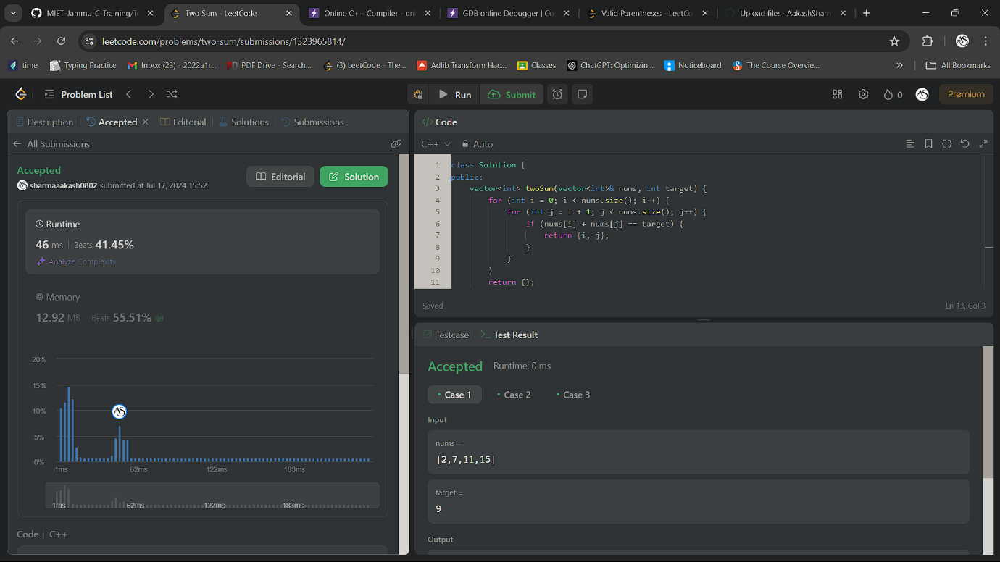 MIET-Jammu-C-Training/Te
Two Sum - LeetCode
Online C++ Compiler - onl
GDB online Debugger | Co
Valid Parentheses - LeetCo
Upload files · AakashSharm
leetcode.com/problems/two-sum/submissions/1323965814/
time
Typing Practice
Inbox (23) - 2022a1r...
PDF Drive - Search...
(3) LeetCode - The...
Adlib Transform Hac...
Classes
ChatGPT: Optimizin...
Noticeboard
The Course Overvie...
All Bookmarks
Problem List
Run
Submit
0
Premium
Description
Accepted
Editorial
Solutions
Submissions
All Submissions
Accepted
sharmaaakash0802 submitted at Jul 17, 2024 15:52
Editorial
Solution
Runtime
46 ms | Beats 41.45%
Analyze Complexity
Memory
12.92 MB Beats 55.51%
20%
15%
10%
5%
0%
1ms 62ms 122ms 183ms
1ms 62ms 122ms 183ms
Code | C++
</> Code
C++ Auto
1 class Solution {
2 public:
3 vector<int> twoSum(vector<int>& nums, int target) {
4 for (int i = 0; i < nums.size(); i++) {
5 for (int j = i + 1; j < nums.size(); j++) {
6 if (nums[i] + nums[j] == target) {
7 return {i, j};
8 }
9 }
10 }
11 return {};
Saved
Ln 13, Col 3
Testcase
Test Result
Accepted Runtime: 0 ms
• Case 1 • Case 2 • Case 3
Input
nums =
[2,7,11,15]
target =
9
Output